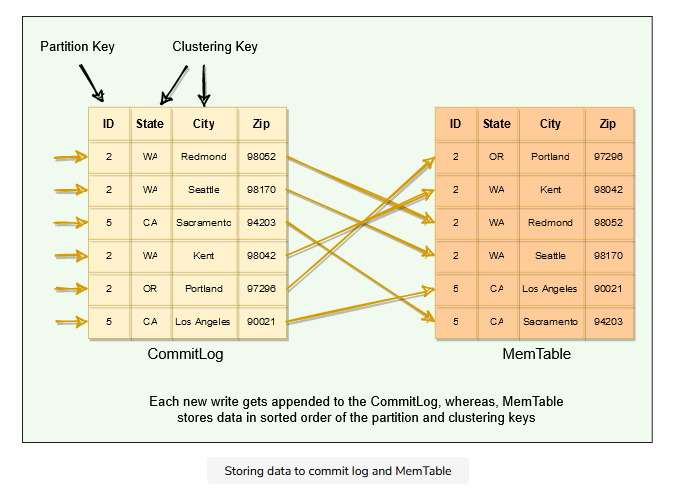 Partition Key Clustering Key
ID State City Zip
2 WA Redmond 98052
2 WA Seattle 98170
5 CA Sacramento 94203
2 WA Kent 98042
2 OR Portland 97296
5 CA Los Angeles 90021
CommitLog
ID State City Zip
2 OR Portland 97296
2 WA Kent 98042
2 WA Redmond 98052
2 WA Seattle 98170
5 CA Los Angeles 90021
5 CA Sacramento 94203
MemTable
Each new write gets appended to the CommitLog, whereas, MemTable
stores data in sorted order of the partition and clustering keys
Storing data to commit log and MemTable